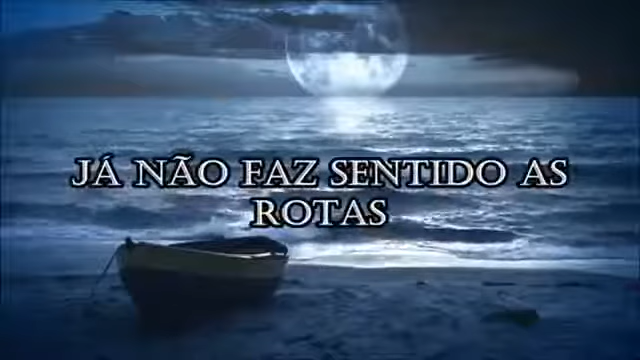 JÁ NÃO FAZ SENTIDO AS
ROTAS